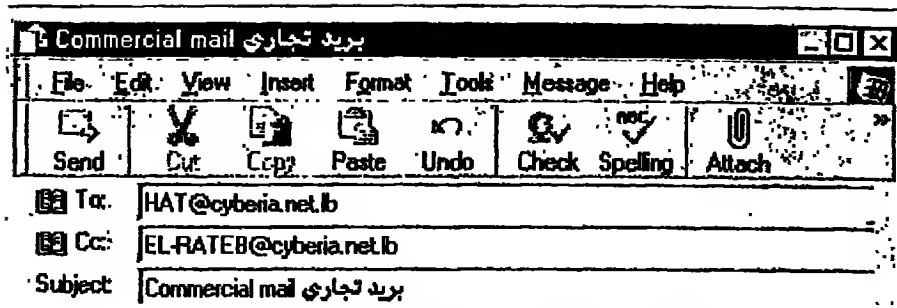 Commercial mail بريد تجاري
File Edit View Insert Format Tools Message Help
Send Cut Copy Paste Undo Check Spelling Attach
To: HAT@cyberia.net.lb
Cc: EL-RATEB@cyberia.net.lb
Subject: Commercial mail بريد تجاري